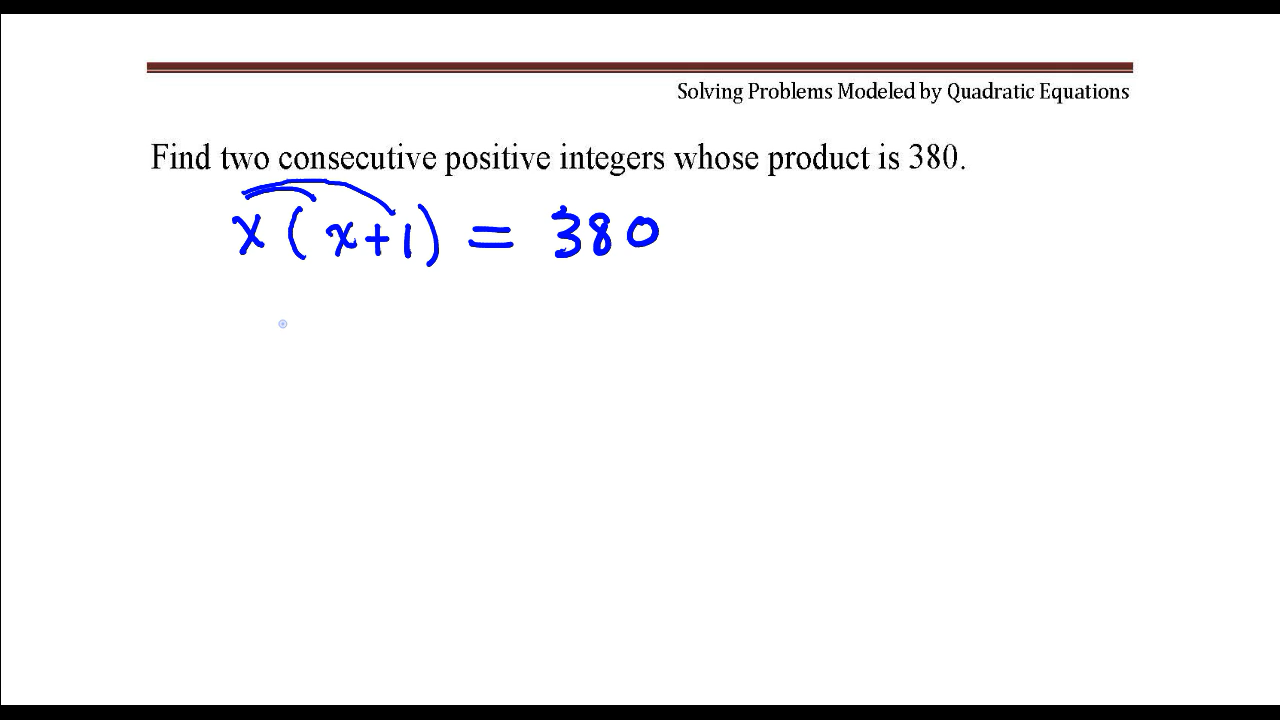 Solving Problems Modeled by Quadratic Equations
Find two consecutive positive integers whose product is 380.
x(x+1) = 380